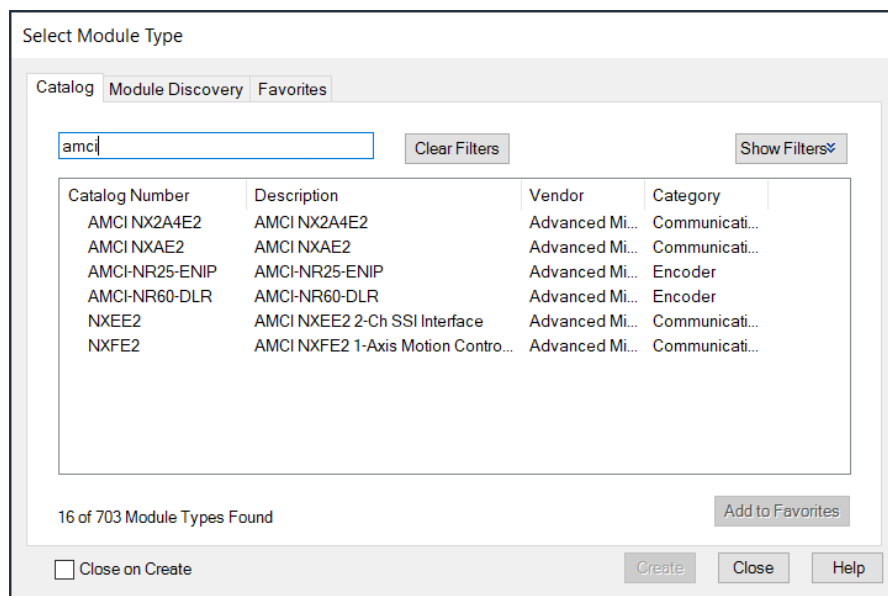 Select Module Type
Catalog Module Discovery Favorites
amci Clear Filters Show Filters
Catalog Number Description Vendor Category
AMCI NX2A4E2 AMCI NX2A4E2 Advanced Mi... Communicati...
AMCI NXAE2 AMCI NXAE2 Advanced Mi... Communicati...
AMCI-NR25-ENIP AMCI-NR25-ENIP Advanced Mi... Encoder
AMCI-NR60-DLR AMCI-NR60-DLR Advanced Mi... Encoder
NXEE2 AMCI NXEE2 2-Ch SSI Interface Advanced Mi... Communicati...
NXFE2 AMCI NXFE2 1-Axis Motion Contro... Advanced Mi... Communicati...
16 of 703 Module Types Found Add to Favorites
Close on Create Create Close Help